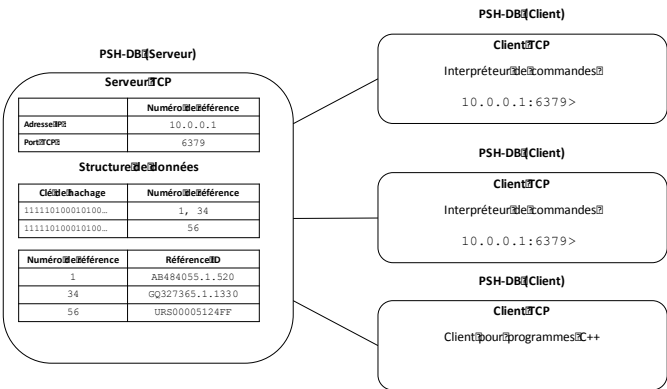 PSH-DB (Serveur)
Serveur TCP
Numéro de référence
Adresse IP
10.0.0.1
Port TCP
6379
Structure de données
Clé de hachage
Numéro de référence
111110100010100…
1, 34
111110100010100…
56
Numéro de référence
Référence ID
1
AB484055.1.520
34
GQ327365.1.1330
56
URS00005124FF
PSH-DB (Client)
Client TCP
Interpréteur de commandes
10.0.0.1:6379>
PSH-DB (Client)
Client TCP
Interpréteur de commandes
10.0.0.1:6379>
PSH-DB (Client)
Client TCP
Client pour programmes C++